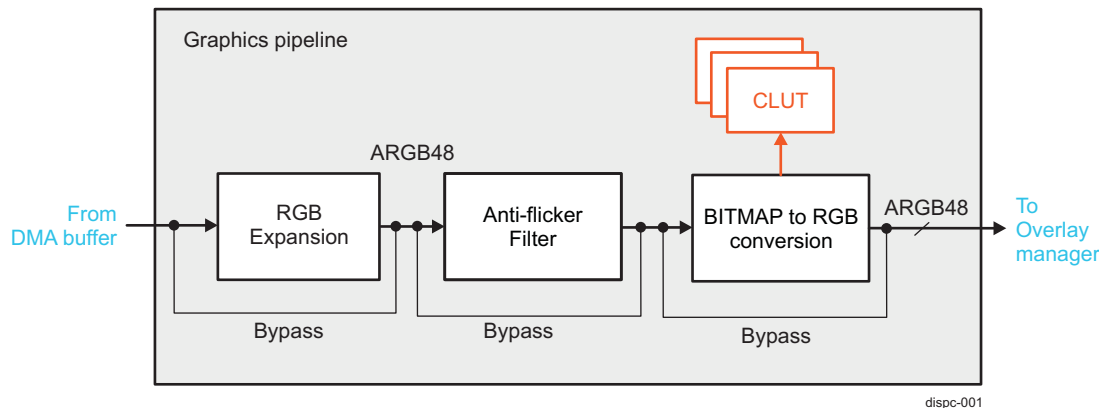 Graphics pipeline
CLUT
ARGB48
From
DMA buffer
RGB
Expansion
Anti-flicker
Filter
BITMAP to RGB
conversion
ARGB48
To
Overlay
manager
Bypass
Bypass
Bypass
dispc-001